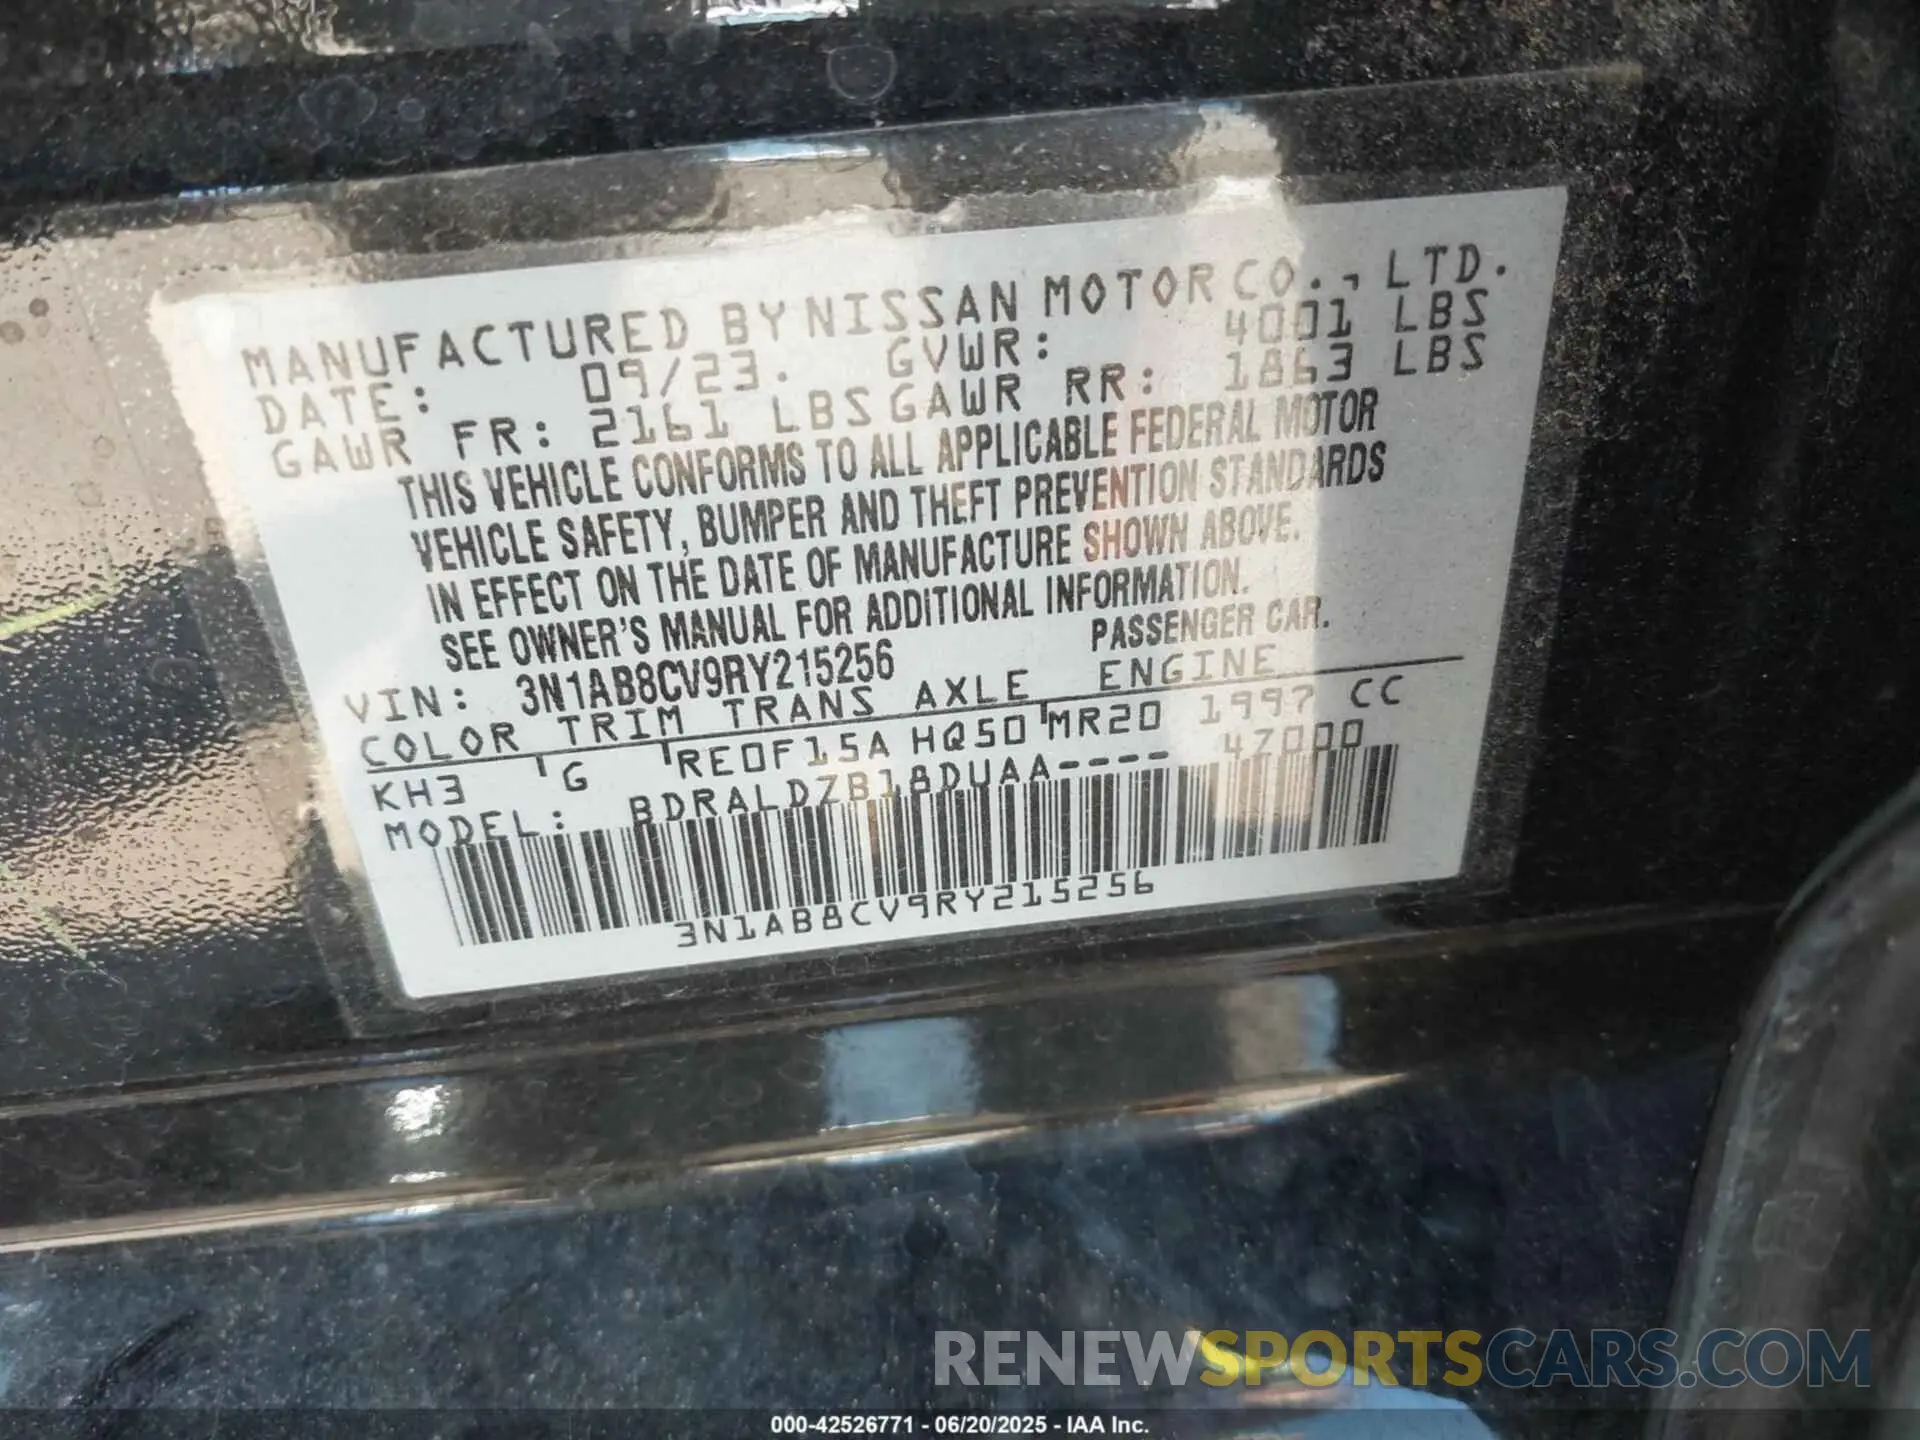 MANUFACTURED BY NISSAN MOTOR CO., LTD.
DATE: 09/23. GVWR: 4001 LBS
GAWR FR: 2161 LBS GAWR RR: 1863 LBS
THIS VEHICLE CONFORMS TO ALL APPLICABLE FEDERAL MOTOR
VEHICLE SAFETY, BUMPER AND THEFT PREVENTION STANDARDS
IN EFFECT ON THE DATE OF MANUFACTURE SHOWN ABOVE.
SEE OWNER'S MANUAL FOR ADDITIONAL INFORMATION.
VIN: 3N1AB8CV9RY215256 PASSENGER CAR.
COLOR TRIM TRANS AXLE ENGINE
KH3 G RE0F15A HQ50 MR20 1997 CC
MODEL: BDRALDZB18DUAA---- 47000
3N1AB8CV9RY215256
RENEWSPORTSCARS.COM
000-42526771 - 06/20/2025 - IAA Inc.